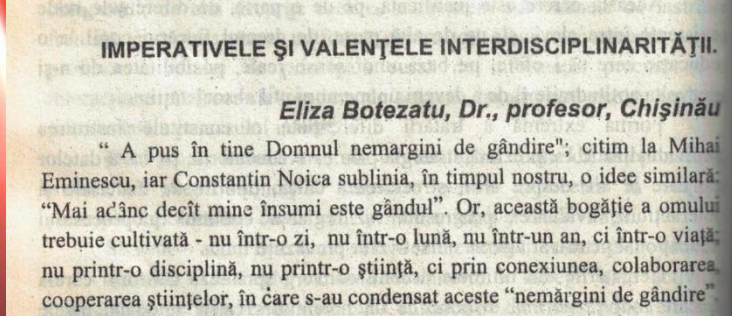 IMPERATIVELE ŞI VALENŢELE INTERDISCIPLINARITĂŢII.
Eliza Botezatu, Dr., profesor, Chişinău
“ A pus în tine Domnul nemargini de gândire"; citim la Mihai
Eminescu, iar Constantin Noica sublinia, în timpul nostru, o idee similară:
“Mai adânc decît mine însumi este gândul”. Or, această bogăţie a omului
trebuie cultivată - nu într-o zi, nu într-o lună, nu într-un an, ci într-o viaţă;
nu printr-o disciplină, nu printr-o ştiinţă, ci prin conexiunea, colaborarea,
cooperarea ştiinţelor, în care s-au condensat aceste “nemărgini de gândire”.